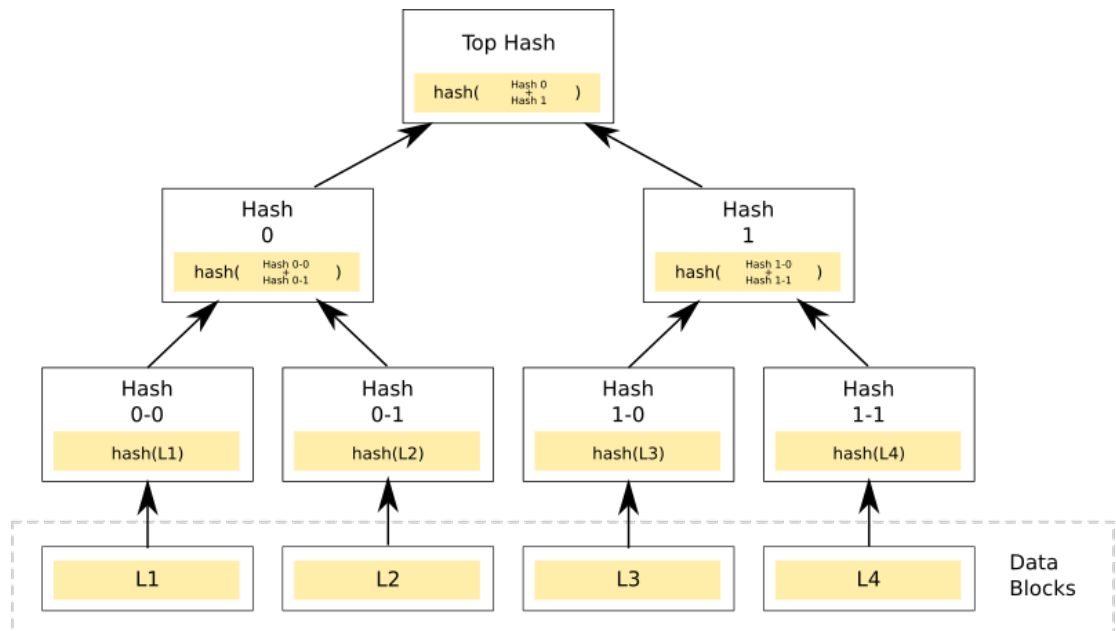 Top Hash
hash( Hash 0 + Hash 1 )
Hash
0
hash( Hash 0-0 + Hash 0-1 )
Hash
1
hash( Hash 1-0 + Hash 1-1 )
Hash
0-0
hash(L1)
Hash
0-1
hash(L2)
Hash
1-0
hash(L3)
Hash
1-1
hash(L4)
L1
L2
L3
L4
Data
Blocks